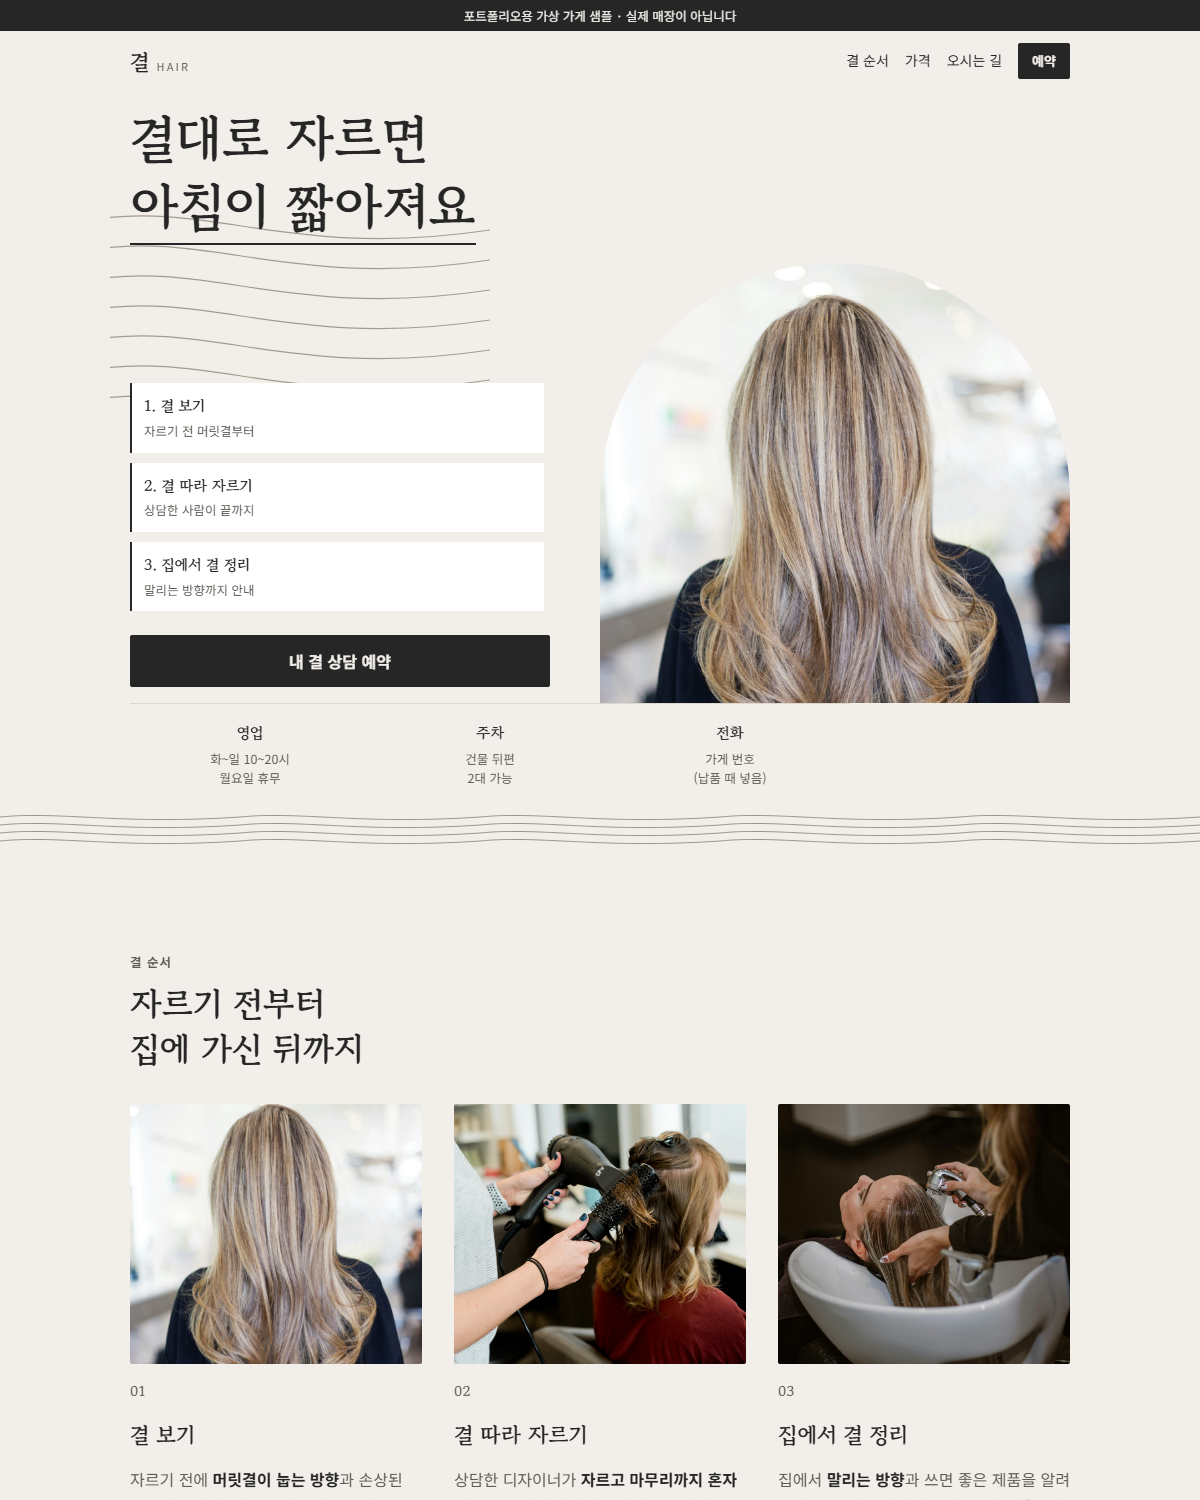 포트폴리오용 가상 가게 샘플 · 실제 매장이 아닙니다
결 HAIR
결 순서 가격 오시는 길 예약
결대로 자르면
아침이 짧아져요
1. 결 보기
자르기 전 머릿결부터
2. 결 따라 자르기
상담한 사람이 끝까지
3. 집에서 결 정리
말리는 방향까지 안내
내 결 상담 예약
영업
화~일 10~20시
월요일 휴무
주차
건물 뒤편
2대 가능
전화
가게 번호
(납품 때 넣음)
결 순서
자르기 전부터
집에 가신 뒤까지
01
결 보기
자르기 전에 머릿결이 눕는 방향과 손상된
02
결 따라 자르기
상담한 디자이너가 자르고 마무리까지 혼자
03
집에서 결 정리
집에서 말리는 방향과 쓰면 좋은 제품을 알려